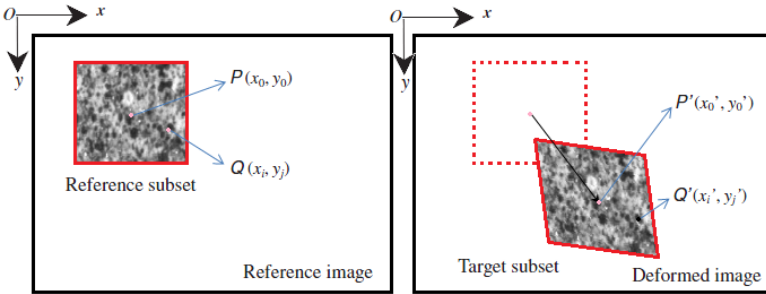 O x
y
P(x₀, y₀)
Q(xᵢ, yⱼ)
Reference subset
Reference image
O x
y
P'(x₀', y₀')
Q'(xᵢ', yⱼ')
Target subset
Deformed image